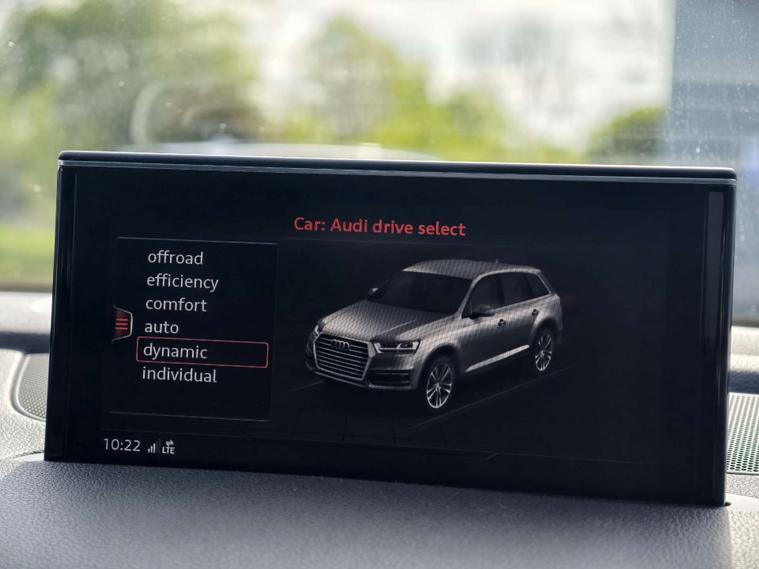 Car: Audi drive select
offroad
efficiency
comfort
auto
dynamic
individual
10:22 LTE